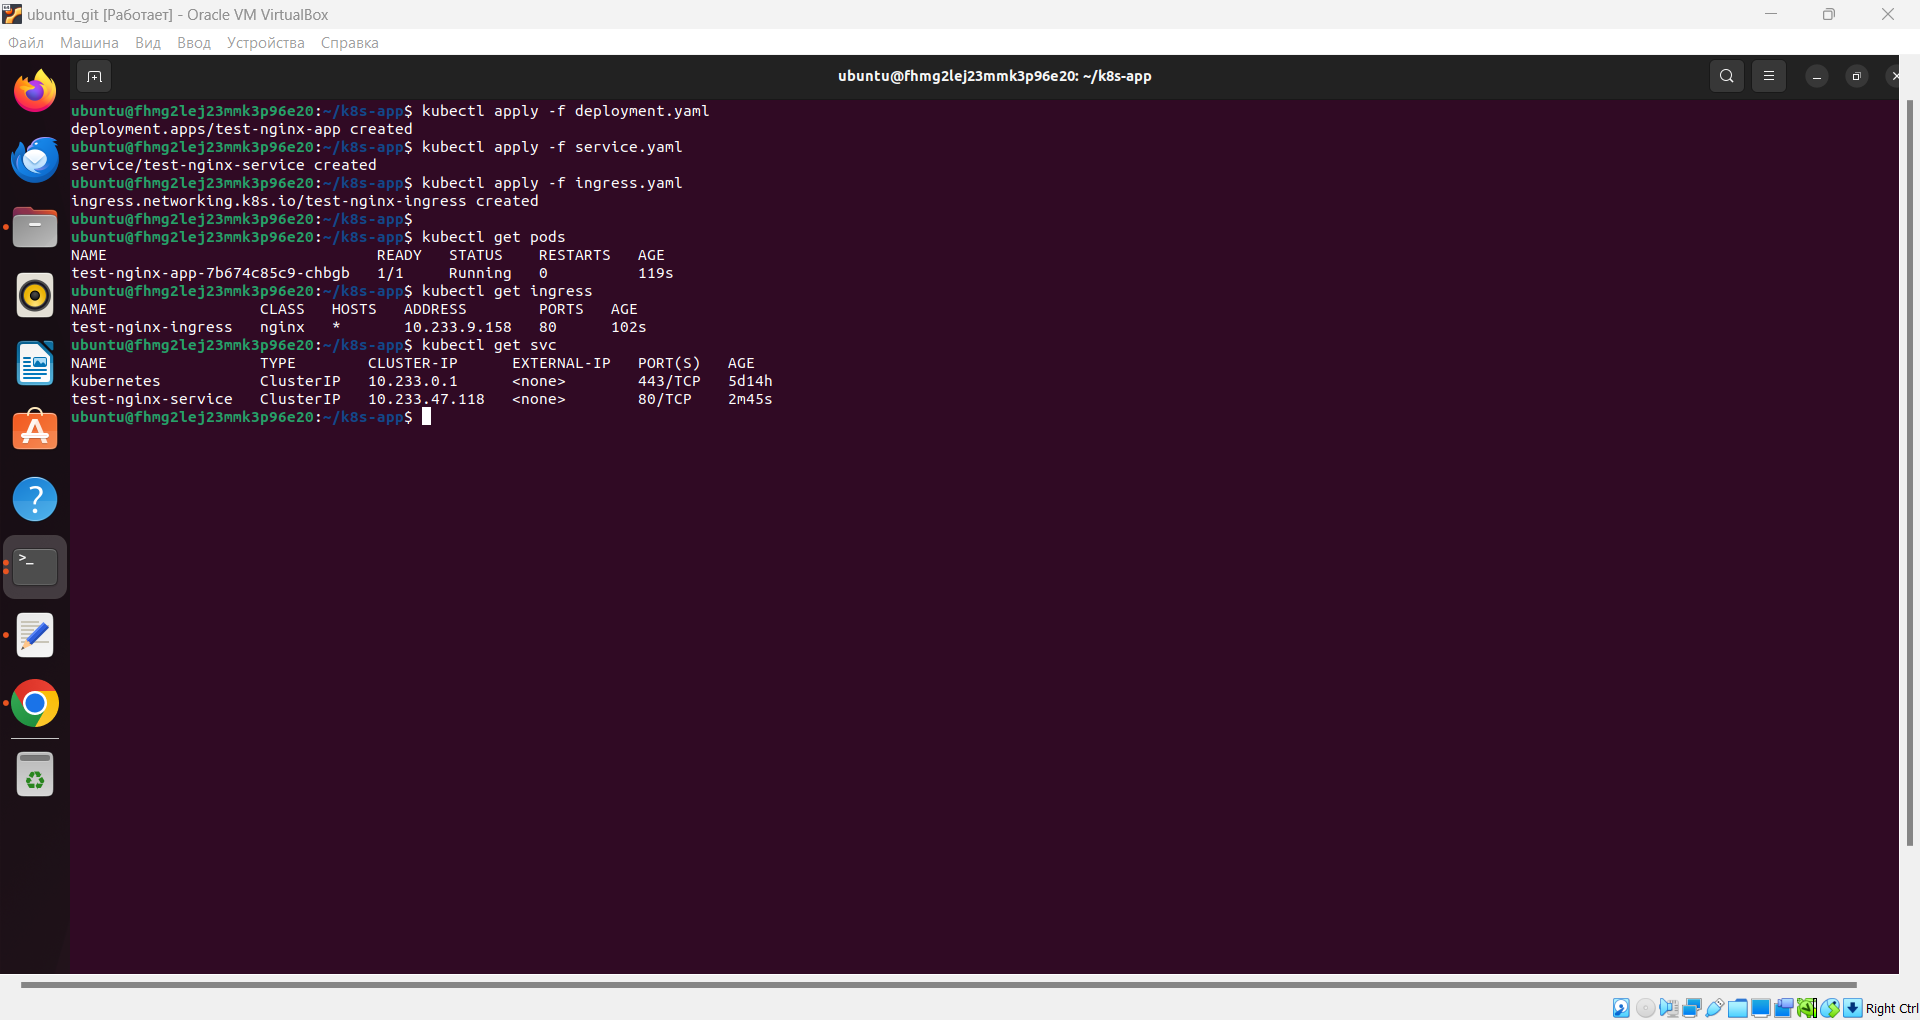 ubuntu_git [Работает] - Oracle VM VirtualBox
Файл Машина Вид Ввод Устройства Справка
ubuntu@fhmg2lej23mmk3p96e20: ~/k8s-app
ubuntu@fhmg2lej23mmk3p96e20:~/k8s-app$ kubectl apply -f deployment.yaml
deployment.apps/test-nginx-app created
ubuntu@fhmg2lej23mmk3p96e20:~/k8s-app$ kubectl apply -f service.yaml
service/test-nginx-service created
ubuntu@fhmg2lej23mmk3p96e20:~/k8s-app$ kubectl apply -f ingress.yaml
ingress.networking.k8s.io/test-nginx-ingress created
ubuntu@fhmg2lej23mmk3p96e20:~/k8s-app$
ubuntu@fhmg2lej23mmk3p96e20:~/k8s-app$ kubectl get pods
NAME READY STATUS RESTARTS AGE
test-nginx-app-7b674c85c9-chbgb 1/1 Running 0 119s
ubuntu@fhmg2lej23mmk3p96e20:~/k8s-app$ kubectl get ingress
NAME CLASS HOSTS ADDRESS PORTS AGE
test-nginx-ingress nginx * 10.233.9.158 80 102s
ubuntu@fhmg2lej23mmk3p96e20:~/k8s-app$ kubectl get svc
NAME TYPE CLUSTER-IP EXTERNAL-IP PORT(S) AGE
kubernetes ClusterIP 10.233.0.1 <none> 443/TCP 5d14h
test-nginx-service ClusterIP 10.233.47.118 <none> 80/TCP 2m45s
ubuntu@fhmg2lej23mmk3p96e20:~/k8s-app$
Right Ctrl